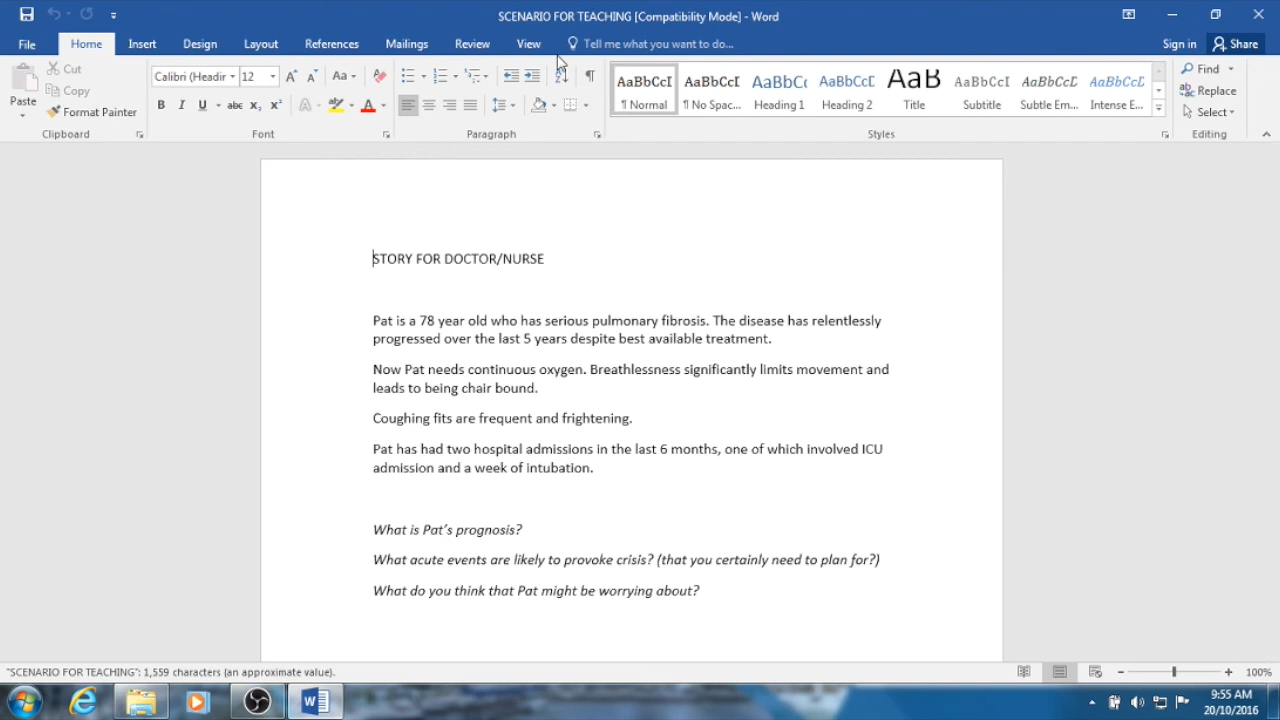 SCENARIO FOR TEACHING [Compatibility Mode] - Word
File Home Insert Design Layout References Mailings Review View Tell me what you want to do... Sign in Share
Paste
Cut
Copy
Format Painter
Clipboard
Calibri (Headir 12
Font
Paragraph
AaBbCcI AaBbCcI AaBbCc AaBbCcI AaB AaBbCcI AaBbCcI AaBbCcI
¶ Normal ¶ No Spac... Heading 1 Heading 2 Title Subtitle Subtle Em... Intense E...
Styles
Find
Replace
Select
Editing
STORY FOR DOCTOR/NURSE
Pat is a 78 year old who has serious pulmonary fibrosis. The disease has relentlessly
progressed over the last 5 years despite best available treatment.
Now Pat needs continuous oxygen. Breathlessness significantly limits movement and
leads to being chair bound.
Coughing fits are frequent and frightening.
Pat has had two hospital admissions in the last 6 months, one of which involved ICU
admission and a week of intubation.
What is Pat's prognosis?
What acute events are likely to provoke crisis? (that you certainly need to plan for?)
What do you think that Pat might be worrying about?
"SCENARIO FOR TEACHING": 1,559 characters (an approximate value).
100%
9:55 AM
20/10/2016